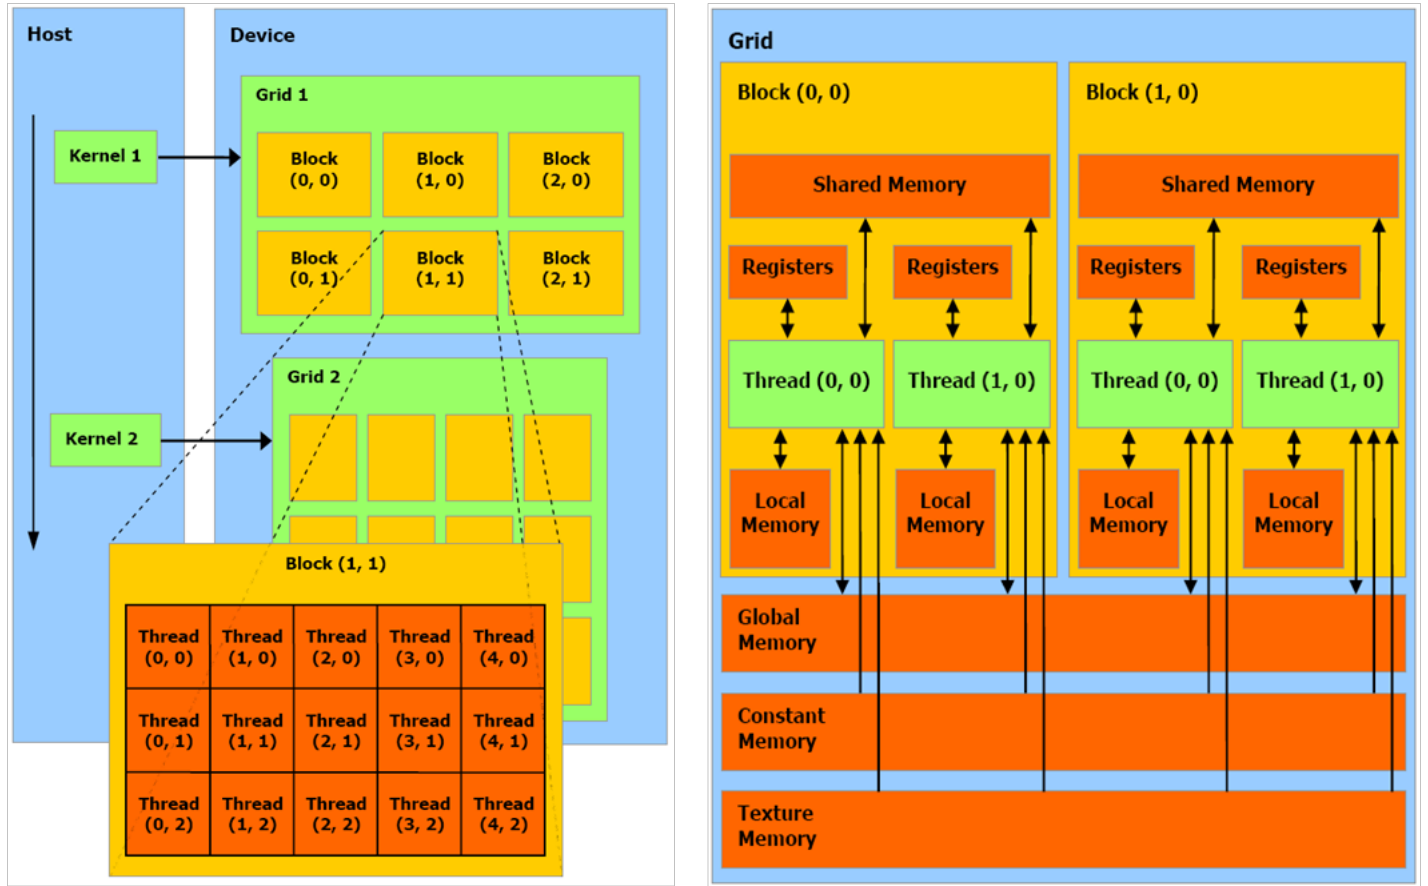 Host
Device
Grid 1
Kernel 1
Block
(0, 0)
Block
(1, 0)
Block
(2, 0)
Block
(0, 1)
Block
(1, 1)
Block
(2, 1)
Grid 2
Kernel 2
Block (1, 1)
Thread
(0, 0)
Thread
(1, 0)
Thread
(2, 0)
Thread
(3, 0)
Thread
(4, 0)
Thread
(0, 1)
Thread
(1, 1)
Thread
(2, 1)
Thread
(3, 1)
Thread
(4, 1)
Thread
(0, 2)
Thread
(1, 2)
Thread
(2, 2)
Thread
(3, 2)
Thread
(4, 2)
Grid
Block (0, 0)
Shared Memory
Registers
Registers
Thread (0, 0)
Thread (1, 0)
Local
Memory
Local
Memory
Block (1, 0)
Shared Memory
Registers
Registers
Thread (0, 0)
Thread (1, 0)
Local
Memory
Local
Memory
Global
Memory
Constant
Memory
Texture
Memory